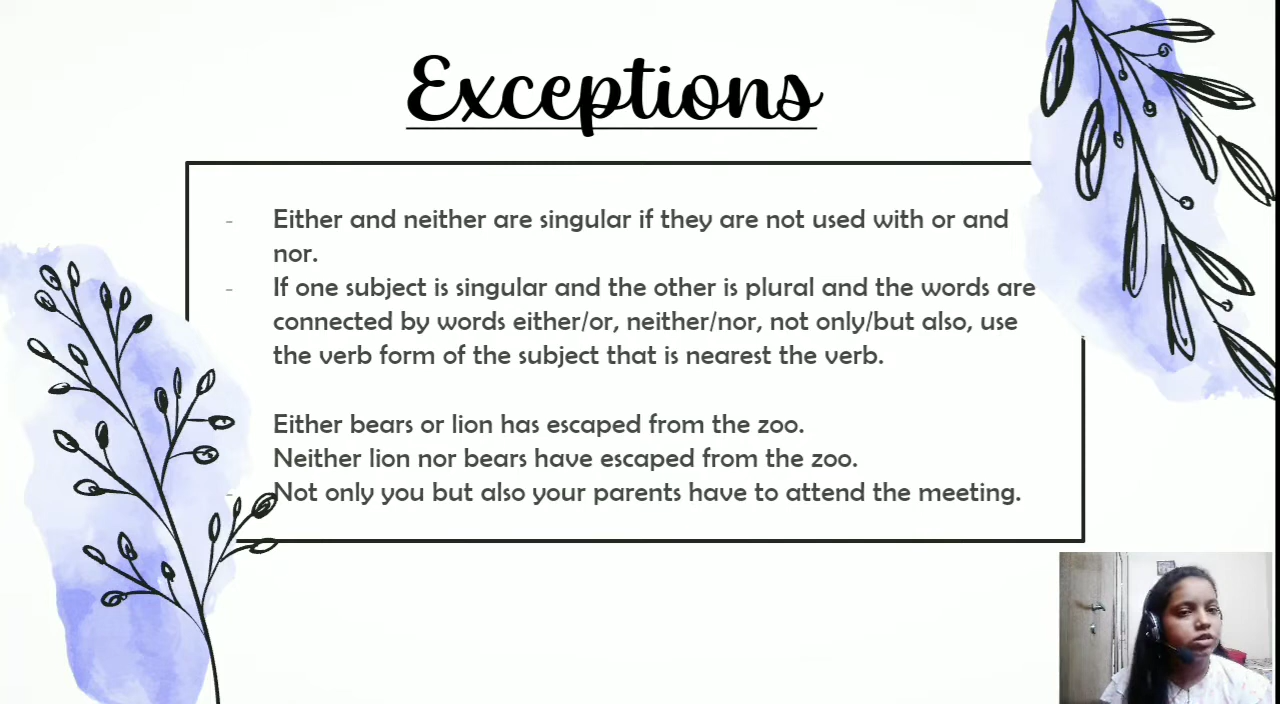 Exceptions
- Either and neither are singular if they are not used with or and
nor.
- If one subject is singular and the other is plural and the words are
connected by words either/or, neither/nor, not only/but also, use
the verb form of the subject that is nearest the verb.
Either bears or lion has escaped from the zoo.
Neither lion nor bears have escaped from the zoo.
- Not only you but also your parents have to attend the meeting.